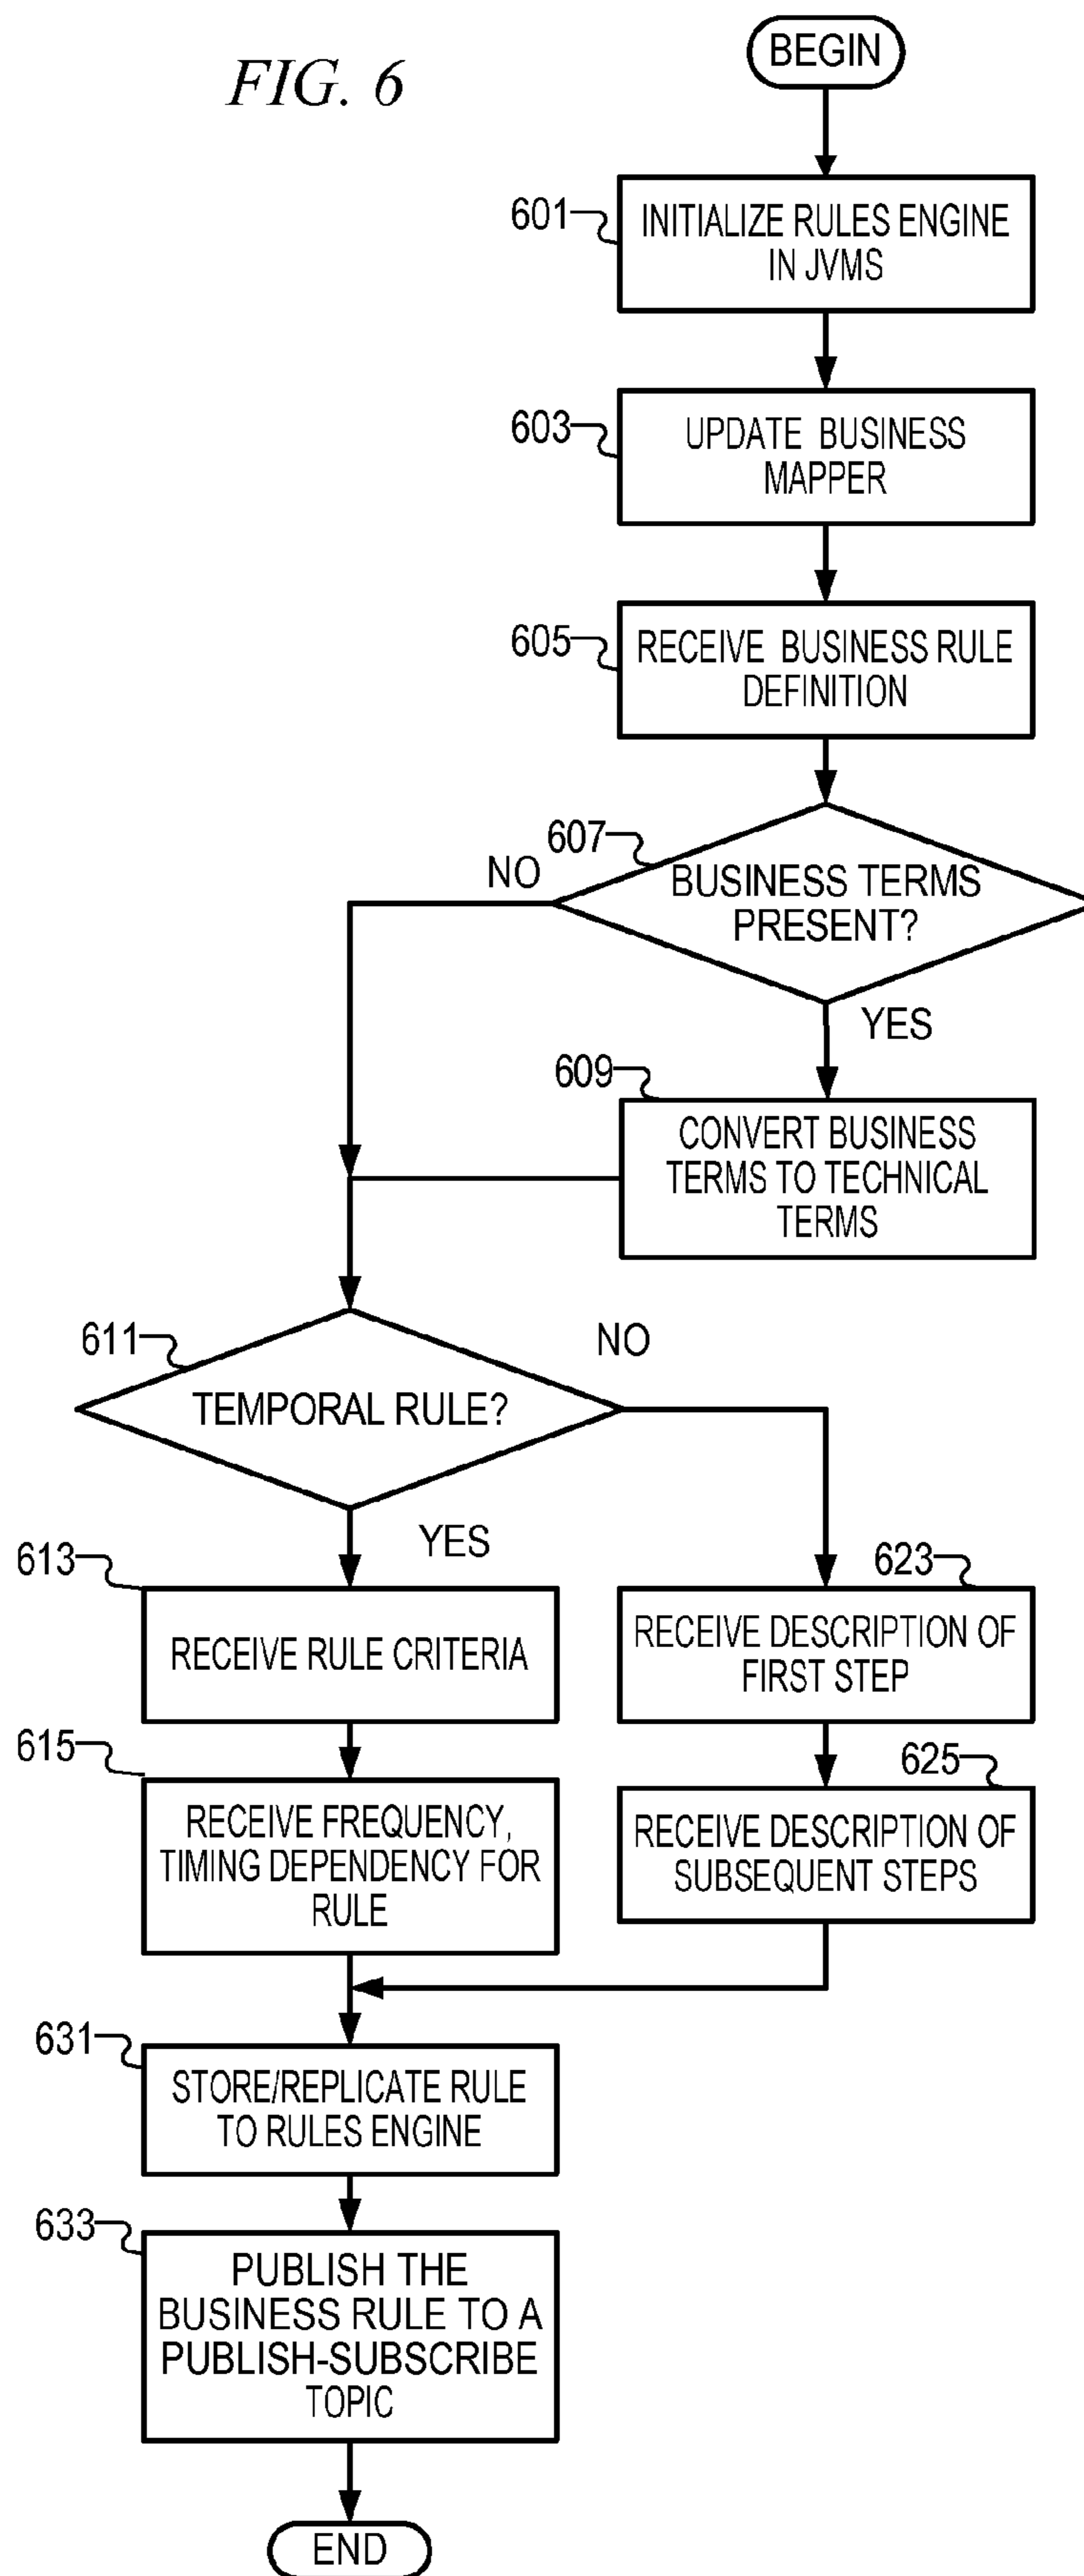 FIG. 6
BEGIN
601
INITIALIZE RULES ENGINE
IN JVMS
603
UPDATE BUSINESS
MAPPER
605
RECEIVE BUSINESS RULE
DEFINITION
607
NO
BUSINESS TERMS
PRESENT?
YES
609
CONVERT BUSINESS
TERMS TO TECHNICAL
TERMS
611
NO
TEMPORAL RULE?
YES
613
RECEIVE RULE CRITERIA
623
RECEIVE DESCRIPTION OF
FIRST STEP
615
RECEIVE FREQUENCY,
TIMING DEPENDENCY FOR
RULE
625
RECEIVE DESCRIPTION OF
SUBSEQUENT STEPS
631
STORE/REPLICATE RULE
TO RULES ENGINE
633
PUBLISH THE
BUSINESS RULE TO A
PUBLISH-SUBSCRIBE
TOPIC
END